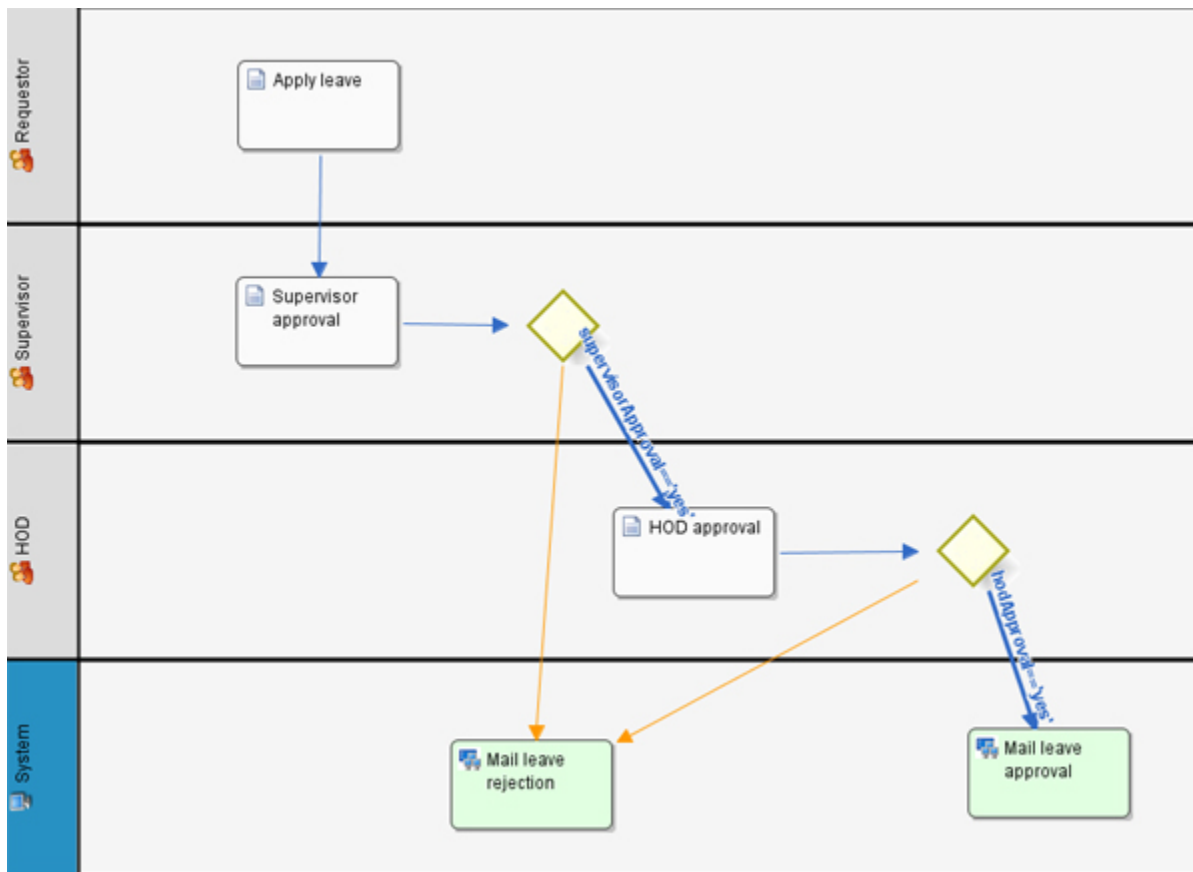 Requestor
Apply leave
Supervisor
Supervisor
approval
supervisorApproval=='yes'
HOD
HOD approval
hodApproval=='yes'
System
Mail leave
rejection
Mail leave
approval